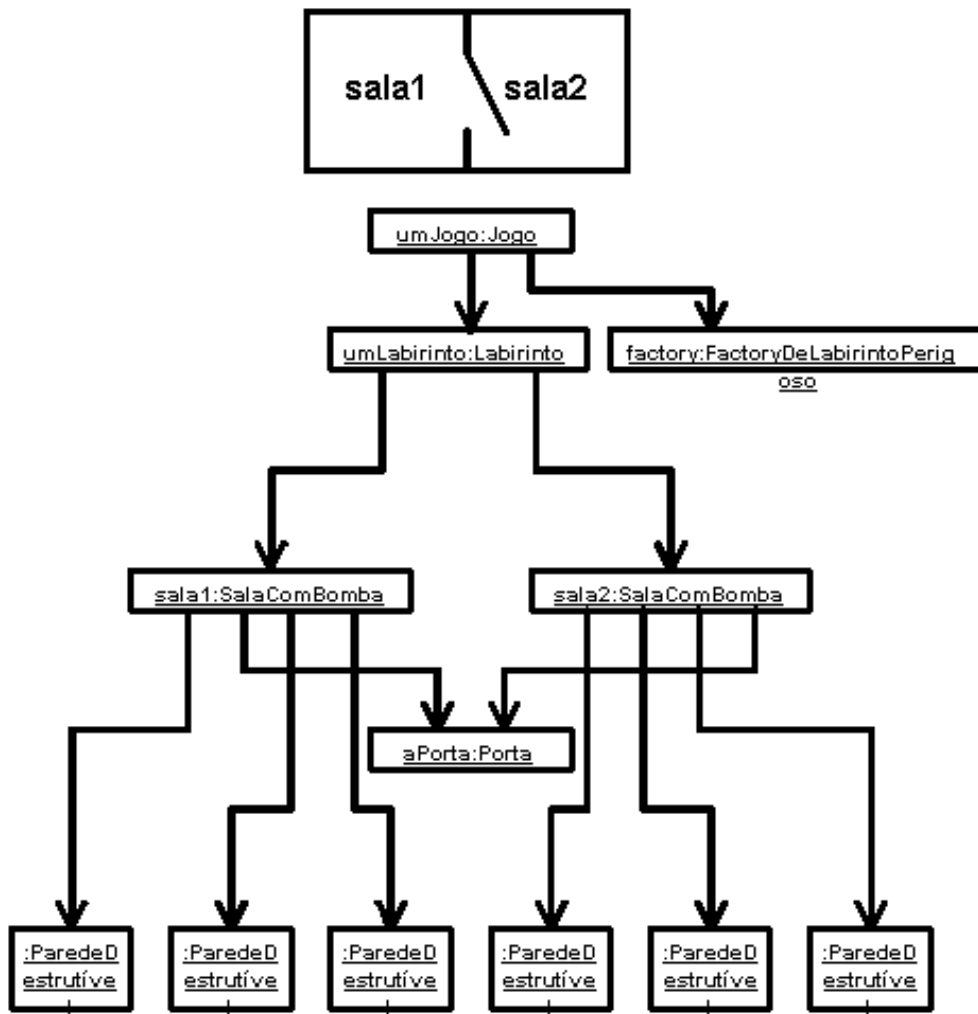 sala1 sala2
umJogo:Jogo
umLabirinto:Labirinto
factory:FactoryDeLabirintoPerig
oso
sala1:SalaComBomba
sala2:SalaComBomba
aPorta:Porta
:ParedeD
estrutíve
:ParedeD
estrutíve
:ParedeD
estrutíve
:ParedeD
estrutíve
:ParedeD
estrutíve
:ParedeD
estrutíve